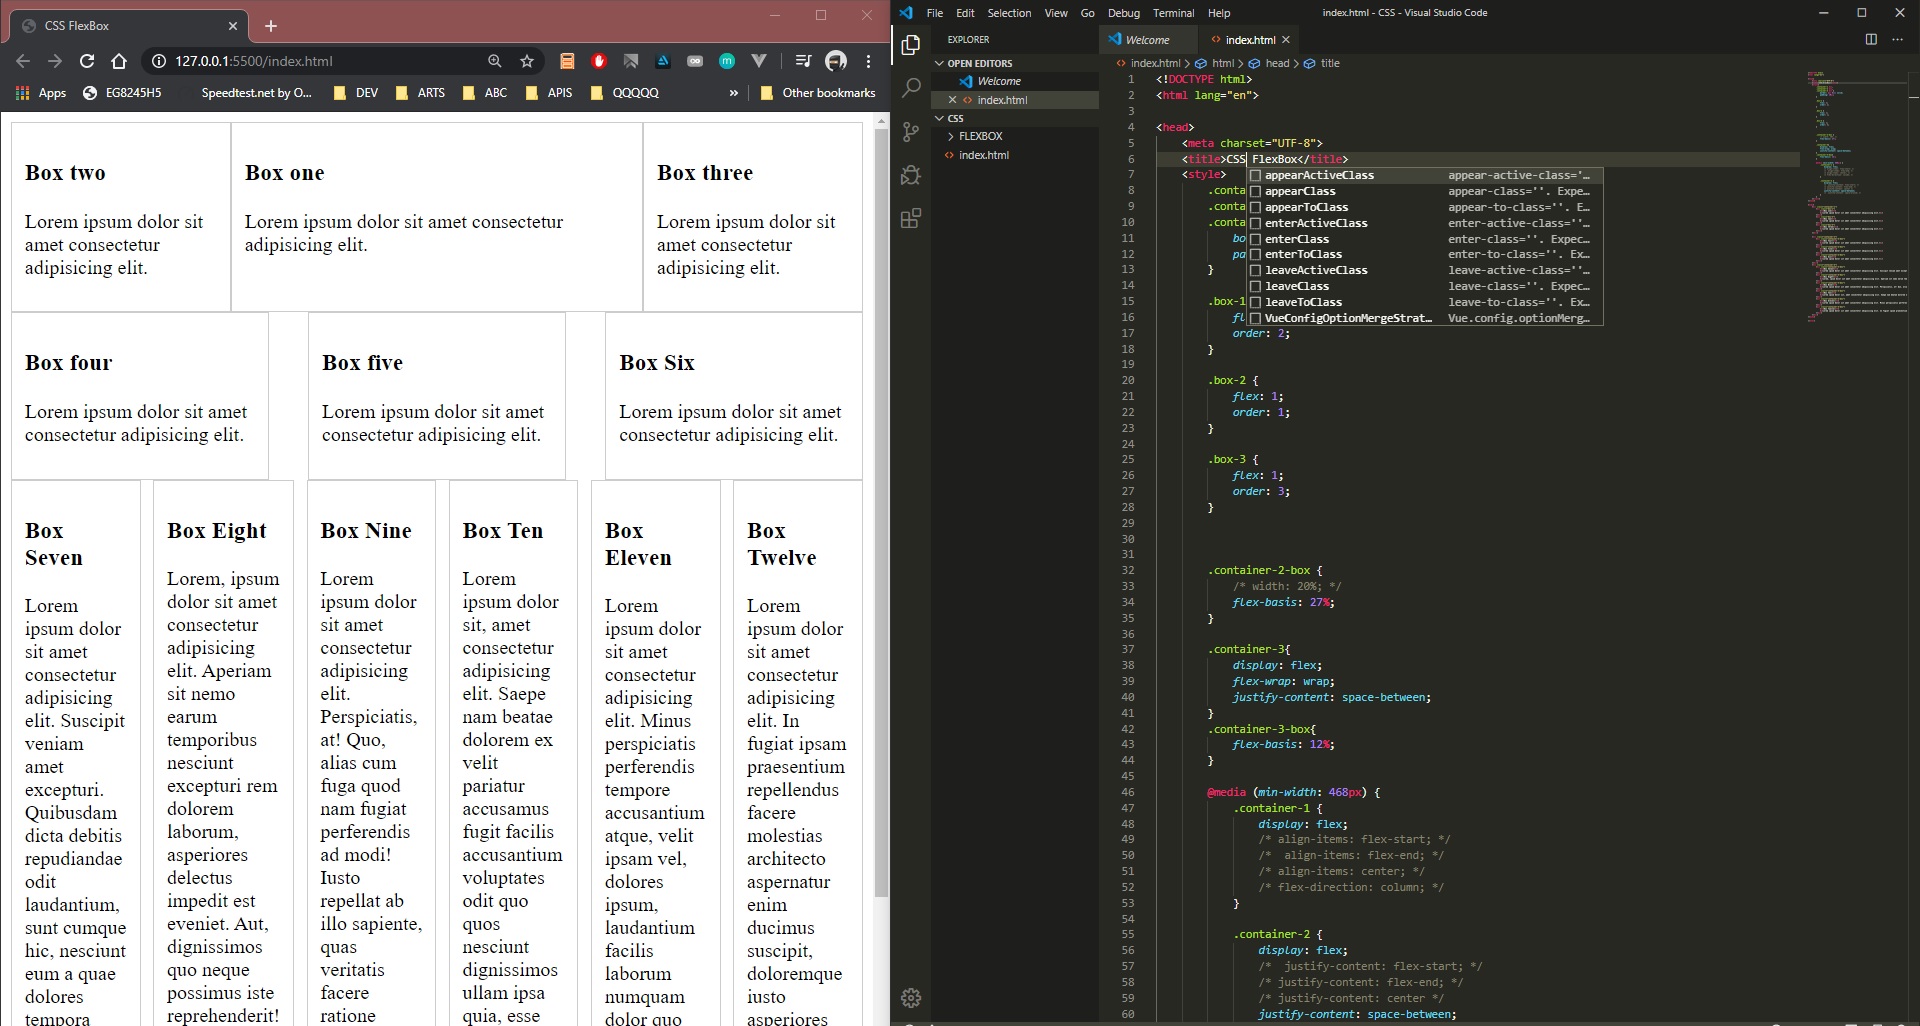 CSS FlexBox
127.0.0.1:5500/index.html
Apps EG8245H5 Speedtest.net by O... DEV ARTS ABC APIS QQQQQ » Other bookmarks
Box two
Lorem ipsum dolor sit
amet consectetur
adipisicing elit.
Box one
Lorem ipsum dolor sit amet consectetur
adipisicing elit.
Box three
Lorem ipsum dolor sit
amet consectetur
adipisicing elit.
Box four
Lorem ipsum dolor sit amet
consectetur adipisicing elit.
Box five
Lorem ipsum dolor sit amet
consectetur adipisicing elit.
Box Six
Lorem ipsum dolor sit amet
consectetur adipisicing elit.
Box
Seven
Lorem
ipsum dolor
sit amet
consectetur
adipisicing
elit. Suscipit
veniam
amet
excepturi.
Quibusdam
dicta debitis
repudiandae
odit
laudantium,
sunt cumque
hic, nesciunt
eum a quae
dolores
tempora
Box Eight
Lorem, ipsum
dolor sit amet
consectetur
adipisicing
elit. Aperiam
sit nemo
earum
temporibus
nesciunt
excepturi rem
dolorem
laborum,
asperiores
delectus
impedit est
eveniet. Aut,
dignissimos
quo neque
possimus iste
reprehenderit!
Box Nine
Lorem
ipsum dolor
sit amet
consectetur
adipisicing
elit.
Perspiciatis,
at! Quo,
alias cum
fuga quod
nam fugiat
perferendis
ad modi!
Iusto
repellat ab
illo sapiente,
quas
veritatis
facere
ratione
Box Ten
Lorem
ipsum dolor
sit, amet
consectetur
adipisicing
elit. Saepe
nam beatae
dolorem ex
velit
pariatur
accusamus
fugit facilis
accusantium
voluptates
odit quo
quos
nesciunt
dignissimos
ullam ipsa
quia, esse
Box
Eleven
Lorem
ipsum dolor
sit amet
consectetur
adipisicing
elit. Minus
perspiciatis
perferendis
tempore
accusantium
atque, velit
ipsam vel,
dolores
ipsum,
laudantium
facilis
laborum
numquam
dolor quo
Box
Twelve
Lorem
ipsum dolor
sit amet
consectetur
adipisicing
elit. In
fugiat ipsam
praesentium
repellendus
facere
molestias
architecto
aspernatur
enim
ducimus
suscipit,
doloremque
iusto
asperiores
File Edit Selection View Go Debug Terminal Help index.html - CSS - Visual Studio Code
EXPLORER
OPEN EDITORS
Welcome
index.html
CSS
FLEXBOX
index.html
Welcome index.html
index.html > html > head > title
1 <!DOCTYPE html>
2 <html lang="en">
3
4 <head>
5 <meta charset="UTF-8">
6 <title>CSS FlexBox</title>
7 <style>
8 .conta
9 .conta
10 .conta
11 bo
12 pa
13 }
14
15 .box-1
16 fl
17 order: 2;
18 }
19
20 .box-2 {
21 flex: 1;
22 order: 1;
23 }
24
25 .box-3 {
26 flex: 1;
27 order: 3;
28 }
29
30
31
32 .container-2-box {
33 /* width: 20%; */
34 flex-basis: 27%;
35 }
36
37 .container-3{
38 display: flex;
39 flex-wrap: wrap;
40 justify-content: space-between;
41 }
42 .container-3-box{
43 flex-basis: 12%;
44 }
45
46 @media (min-width: 468px) {
47 .container-1 {
48 display: flex;
49 /* align-items: flex-start; */
50 /* align-items: flex-end; */
51 /* align-items: center; */
52 /* flex-direction: column; */
53 }
54
55 .container-2 {
56 display: flex;
57 /* justify-content: flex-start; */
58 /* justify-content: flex-end; */
59 /* justify-content: center */
60 justify-content: space-between;
appearActiveClass appear-active-class='…
appearClass appear-class=''. Expe…
appearToClass appear-to-class=''. E…
enterActiveClass enter-active-class=''…
enterClass enter-class=''. Expec…
enterToClass enter-to-class=''. Ex…
leaveActiveClass leave-active-class=''…
leaveClass leave-class=''. Expec…
leaveToClass leave-to-class=''. Ex…
VueConfigOptionMergeStrat… Vue.config.optionMerg…